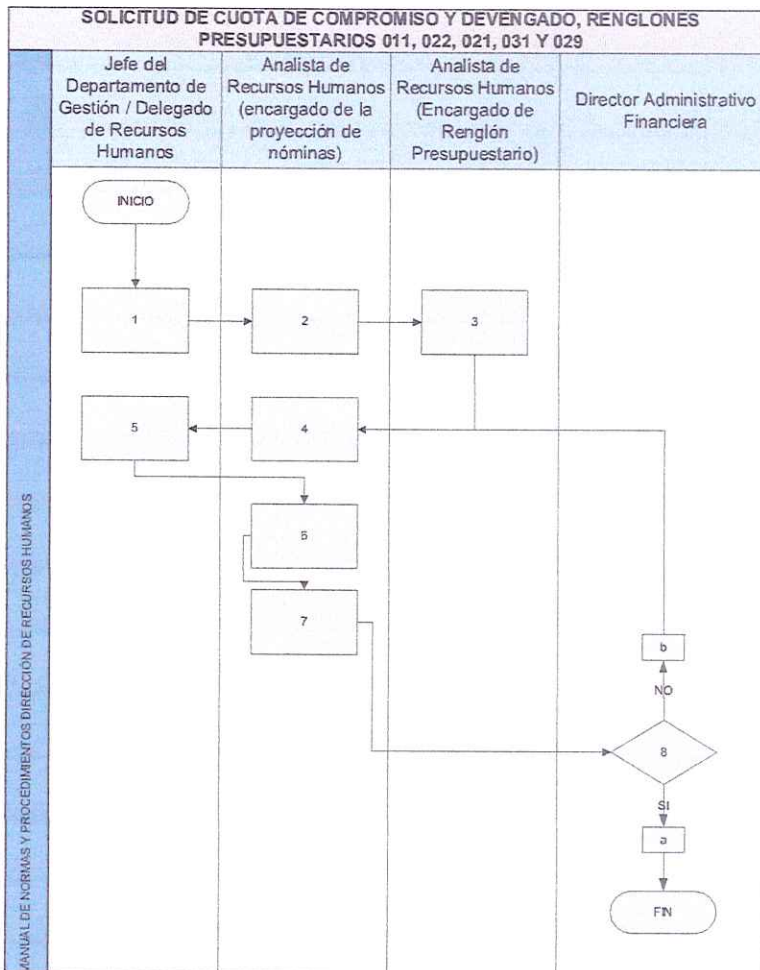 SOLICITUD DE CUOTA DE COMPROMISO Y DEVENGADO, RENGLONES
PRESUPUESTARIOS 011, 022, 021, 031 Y 029
Jefe del
Departamento de
Gestión / Delegado
de Recursos
Humanos
Analista de
Recursos Humanos
(encargado de la
proyección de
nóminas)
Analista de
Recursos Humanos
(Encargado de
Renglón
Presupuestario)
Director Administrativo
Financiera
MANUAL DE NORMAS Y PROCEDIMIENTOS DIRECCIÓN DE RECURSOS HUMANOS
INICIO
1
2
3
5
4
6
7
b
NO
8
SI
a
FIN